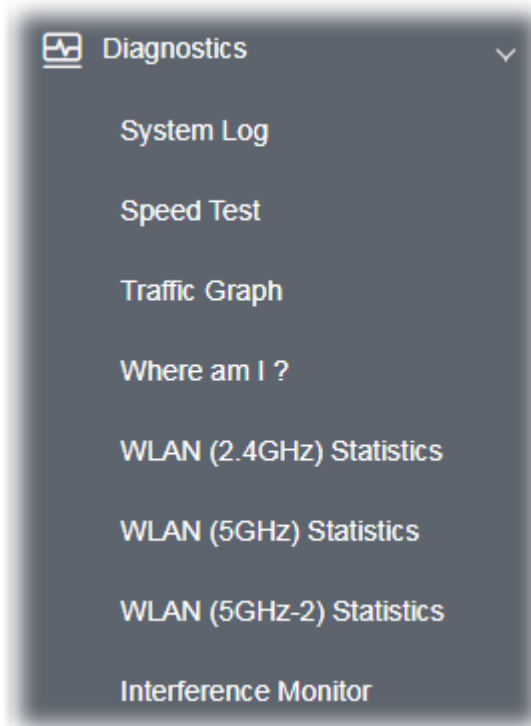 Diagnostics
System Log
Speed Test
Traffic Graph
Where am I ?
WLAN (2.4GHz) Statistics
WLAN (5GHz) Statistics
WLAN (5GHz-2) Statistics
Interference Monitor